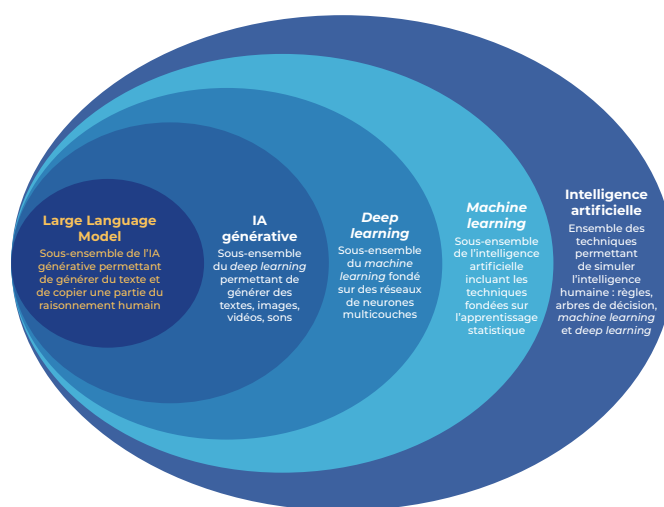 Large Language
Model
Sous-ensemble de l'IA
générative permettant
de générer du texte et
de copier une partie du
raisonnement humain
IA
générative
Sous-ensemble
du deep learning
permettant de
générer des
textes, images,
vidéos, sons
Deep
learning
Sous-ensemble
du machine
learning fondé
sur des réseaux
de neurones
multicouches
Machine
learning
Sous-ensemble
de l'intelligence
artificielle
incluant les
techniques
fondées sur
l'apprentissage
statistique
Intelligence
artificielle
Ensemble des
techniques
permettant
de simuler
l'intelligence
humaine : règles,
arbres de décision,
machine learning
et deep learning